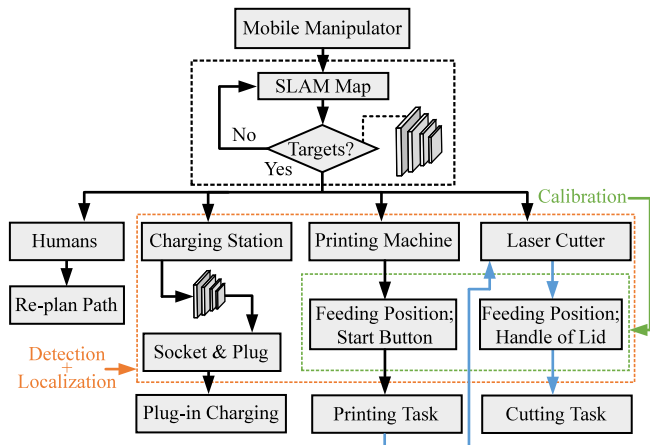 Mobile Manipulator
SLAM Map
No
Targets?
Yes
Calibration
Humans
Charging Station
Printing Machine
Laser Cutter
Re-plan Path
Feeding Position;
Start Button
Feeding Position;
Handle of Lid
Socket & Plug
Detection
+
Localization
Plug-in Charging
Printing Task
Cutting Task